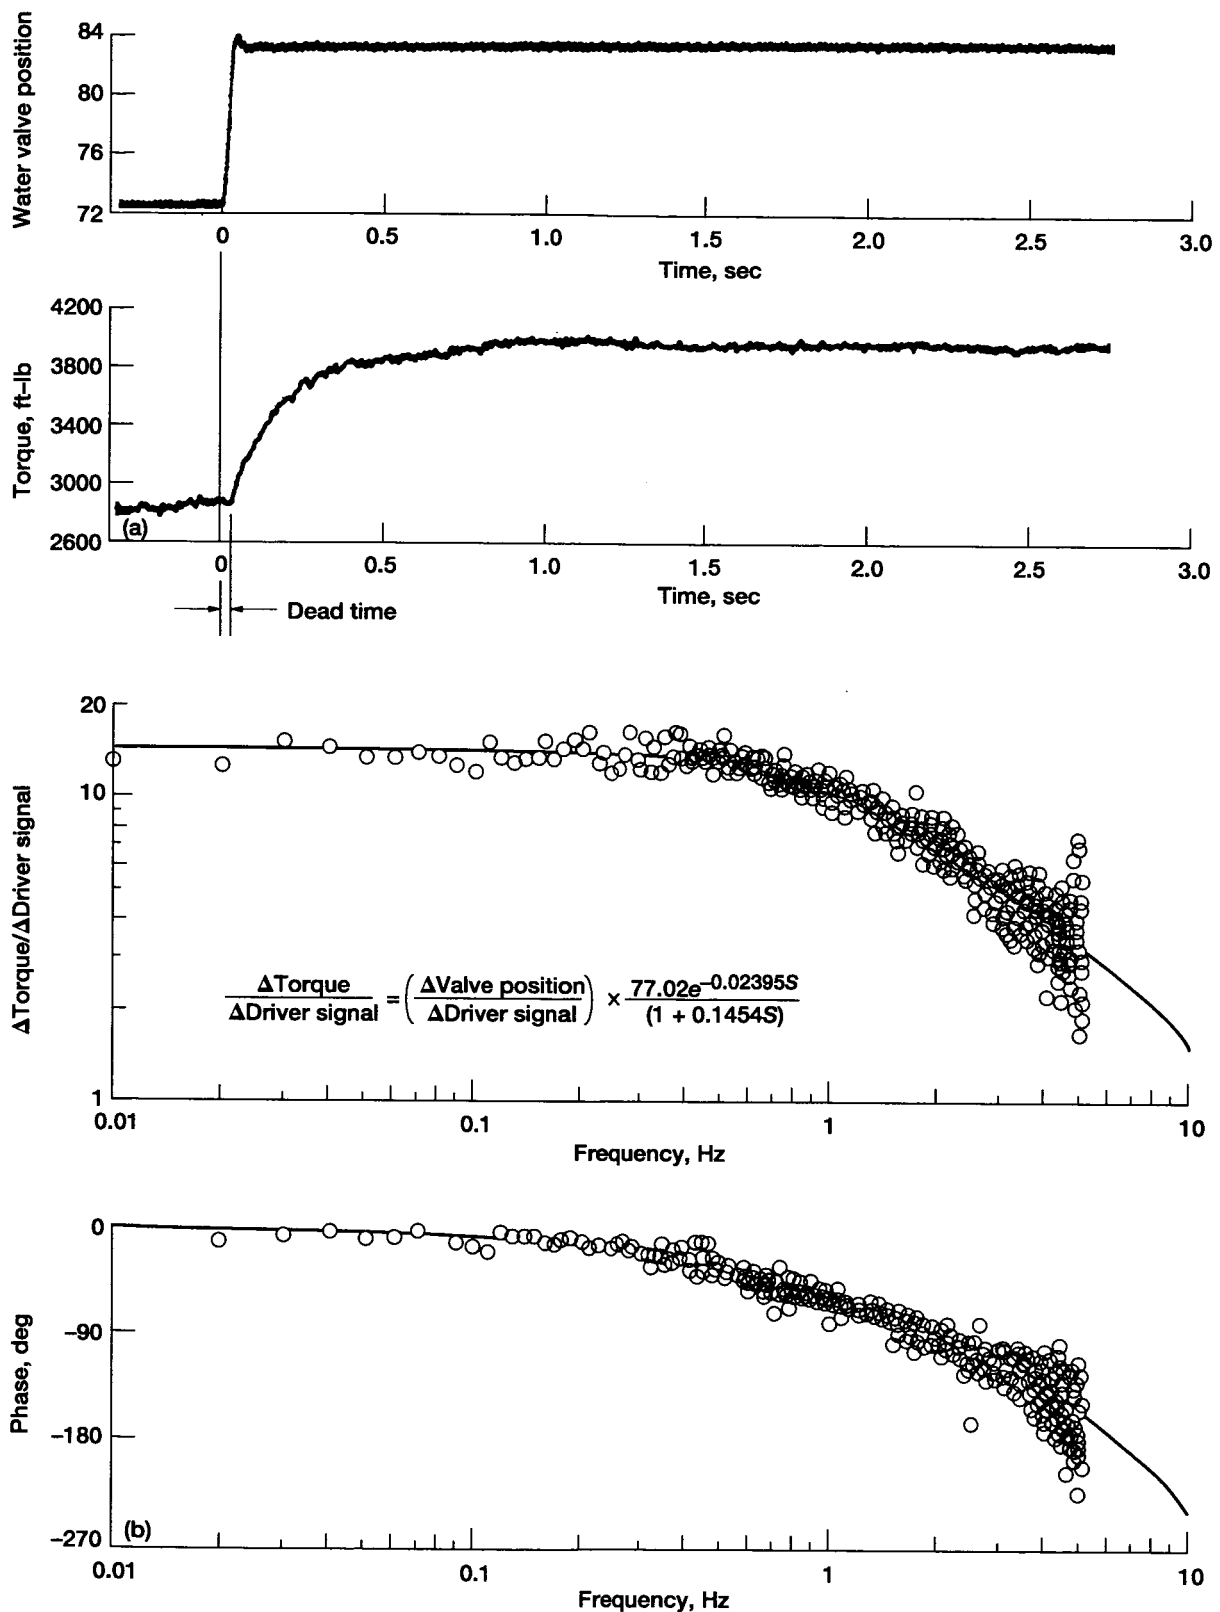 84
80
76
72
Water valve position
0 0.5 1.0 1.5 2.0 2.5 3.0
Time, sec
4200
3800
3400
3000
2600
Torque, ft–lb
(a)
0 0.5 1.0 1.5 2.0 2.5 3.0
Time, sec
Dead time
20
10
1
ΔTorque/ΔDriver signal
ΔTorque/ΔDriver signal = (ΔValve position/ΔDriver signal) × 77.02e^–0.02395S/(1 + 0.1454S)
0.01 0.1 1 10
Frequency, Hz
0
–90
–180
–270
Phase, deg
(b)
0.01 0.1 1 10
Frequency, Hz